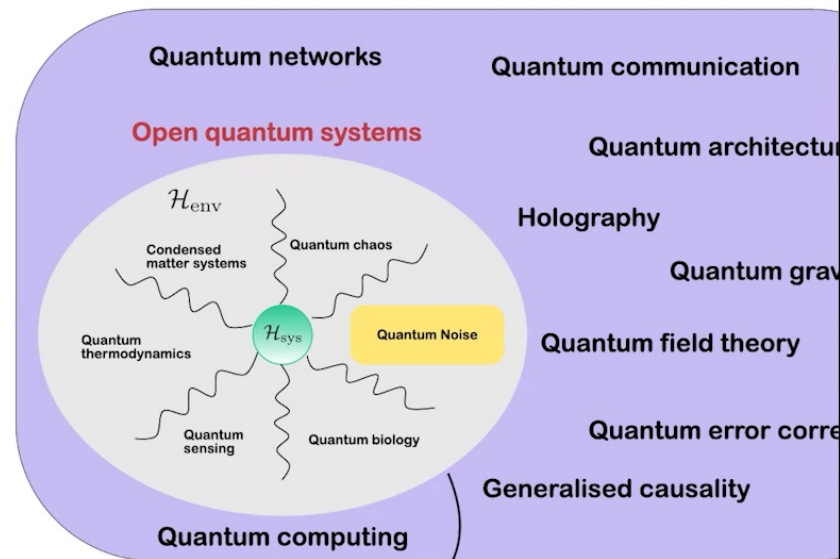 Quantum networks
Quantum communication
Open quantum systems
Quantum architectur
Holography
Quantum grav
Quantum field theory
Quantum error corre
Generalised causality
Quantum computing
ℋenv
Condensed
matter systems
Quantum chaos
ℋsys
Quantum Noise
Quantum
thermodynamics
Quantum
sensing
Quantum biology